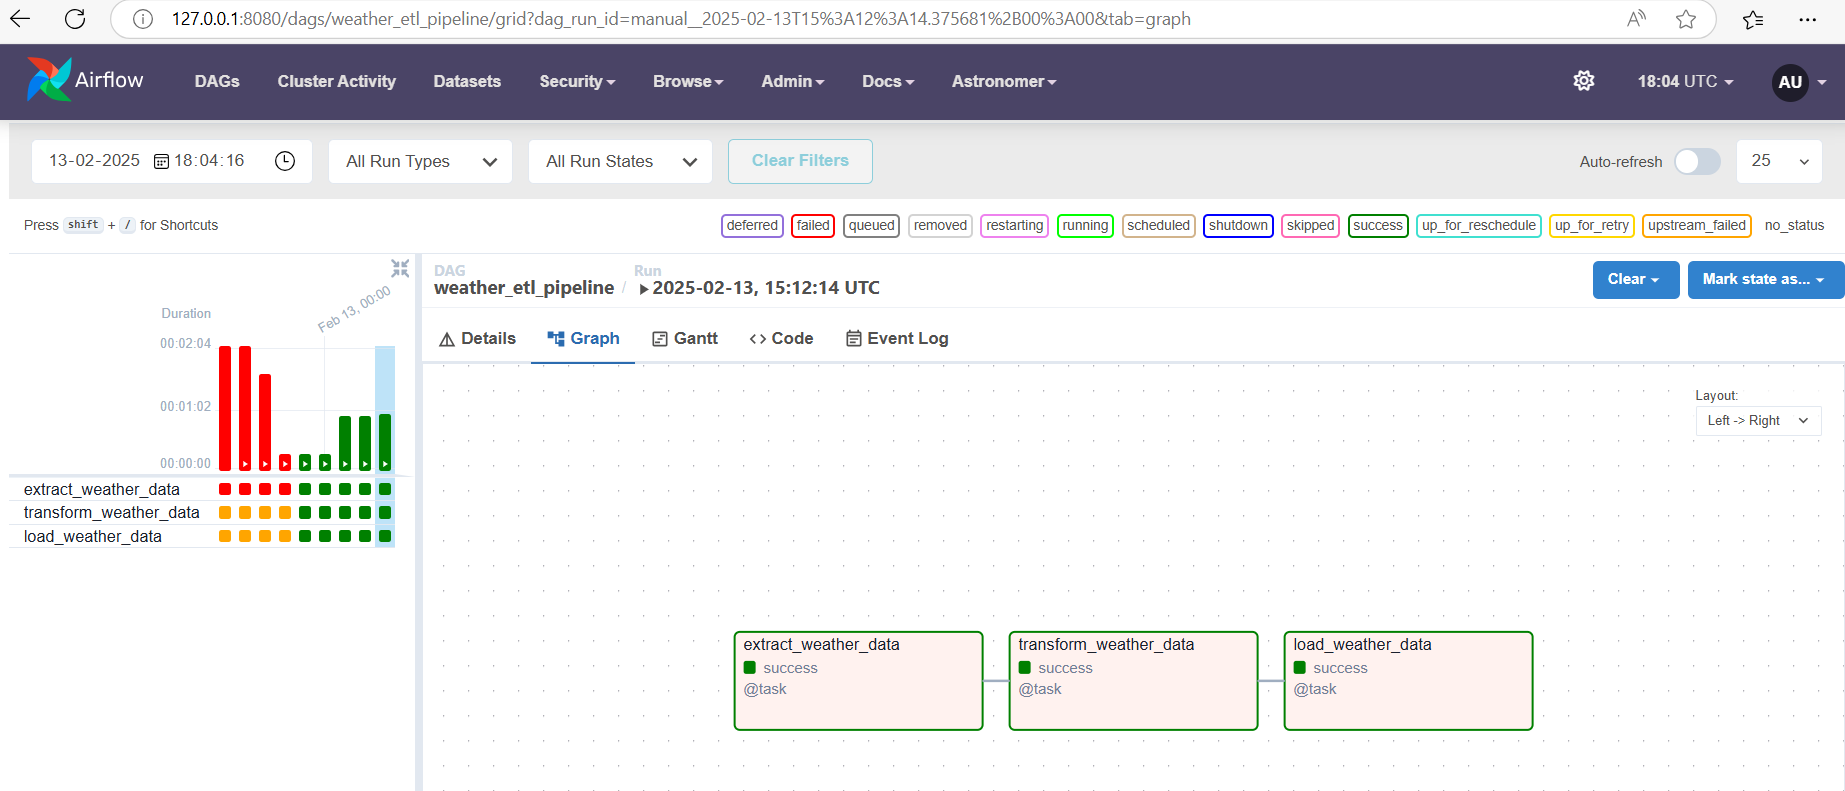 127.0.0.1:8080/dags/weather_etl_pipeline/grid?dag_run_id=manual__2025-02-13T15%3A12%3A14.375681%2B00%3A00&tab=graph
Airflow DAGs Cluster Activity Datasets Security Browse Admin Docs Astronomer 18:04 UTC AU
13-02-2025 18:04:16 All Run Types All Run States Clear Filters Auto-refresh 25
Press shift + / for Shortcuts deferred failed queued removed restarting running scheduled shutdown skipped success up_for_reschedule up_for_retry upstream_failed no_status
DAG Run
weather_etl_pipeline / 2025-02-13, 15:12:14 UTC Clear Mark state as...
Feb 13, 00:00
Duration
00:02:04
00:01:02
00:00:00
extract_weather_data
transform_weather_data
load_weather_data
Details Graph Gantt <> Code Event Log
Layout:
Left -> Right
extract_weather_data
success
@task
transform_weather_data
success
@task
load_weather_data
success
@task